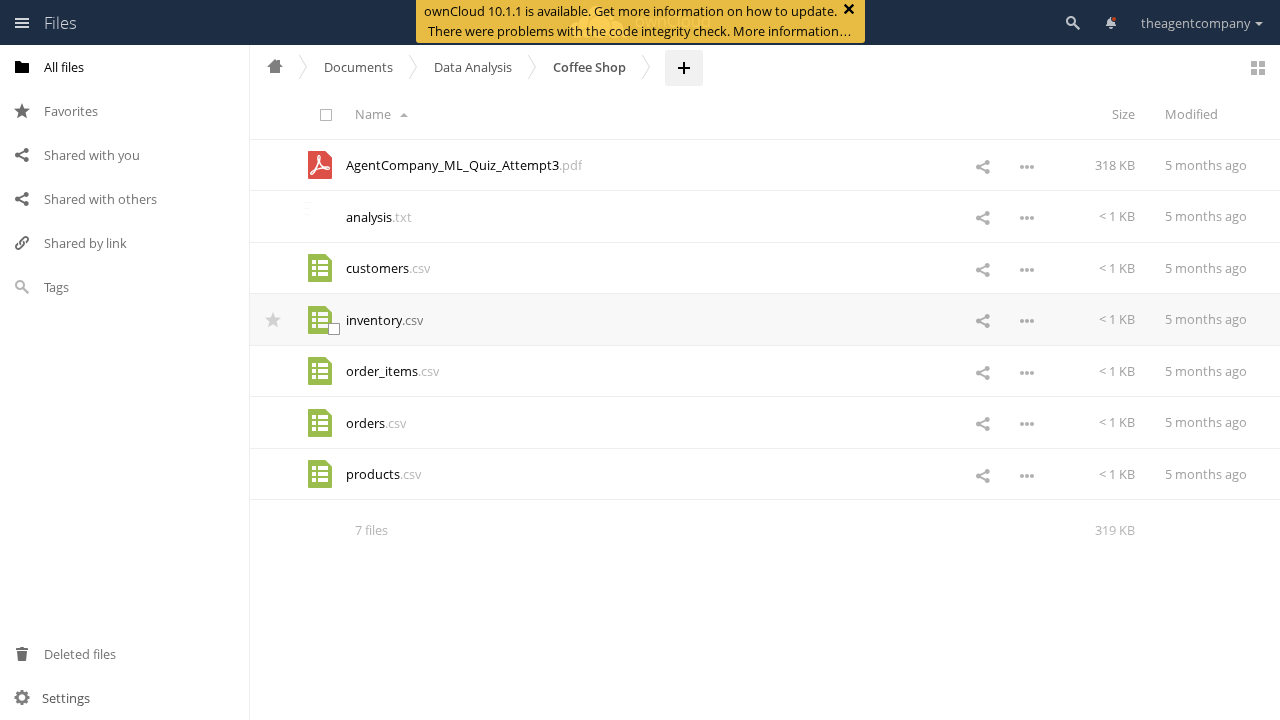 Files
ownCloud 10.1.1 is available. Get more information on how to update.
There were problems with the code integrity check. More information…
theagentcompany
All files
Favorites
Shared with you
Shared with others
Shared by link
Tags
Deleted files
Settings
Documents
Data Analysis
Coffee Shop
Name
Size
Modified
AgentCompany_ML_Quiz_Attempt3.pdf
318 KB
5 months ago
analysis.txt
< 1 KB
5 months ago
customers.csv
< 1 KB
5 months ago
inventory.csv
< 1 KB
5 months ago
order_items.csv
< 1 KB
5 months ago
orders.csv
< 1 KB
5 months ago
products.csv
< 1 KB
5 months ago
7 files
319 KB